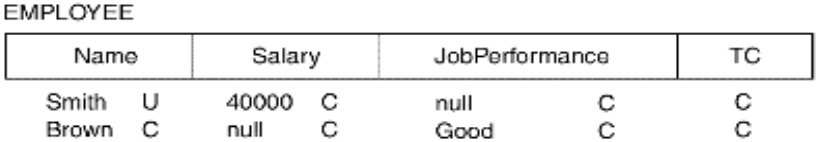 EMPLOYEE
Name Salary JobPerformance TC
Smith U 40000 C null C C
Brown C null C Good C C